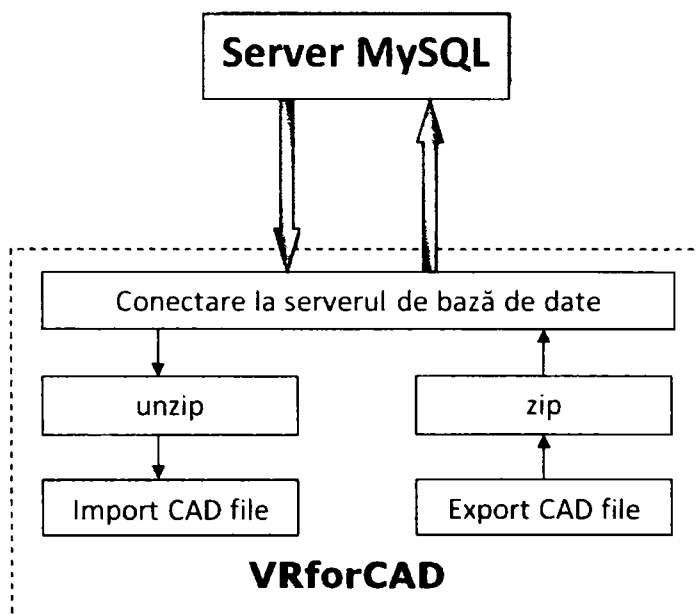 Server MySQL
Conectare la serverul de bază de date
unzip
zip
Import CAD file
Export CAD file
VRforCAD